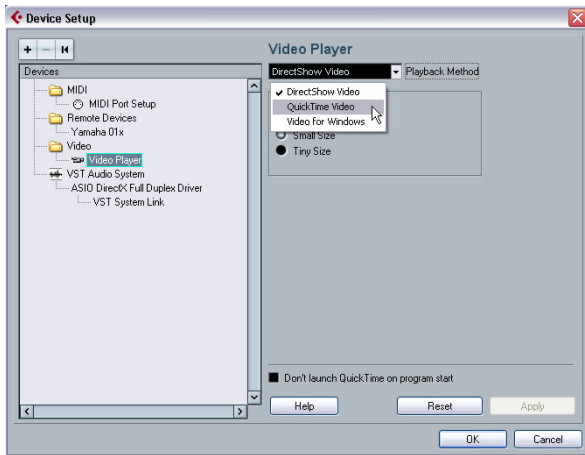 Device Setup
+ −
Devices
MIDI
MIDI Port Setup
Remote Devices
Yamaha 01x
Video
Video Player
VST Audio System
ASIO DirectX Full Duplex Driver
VST System Link
Video Player
DirectShow Video Playback Method
DirectShow Video
QuickTime Video
Video for Windows
Small Size
Tiny Size
Don't launch QuickTime on program start
Help Reset Apply
OK Cancel